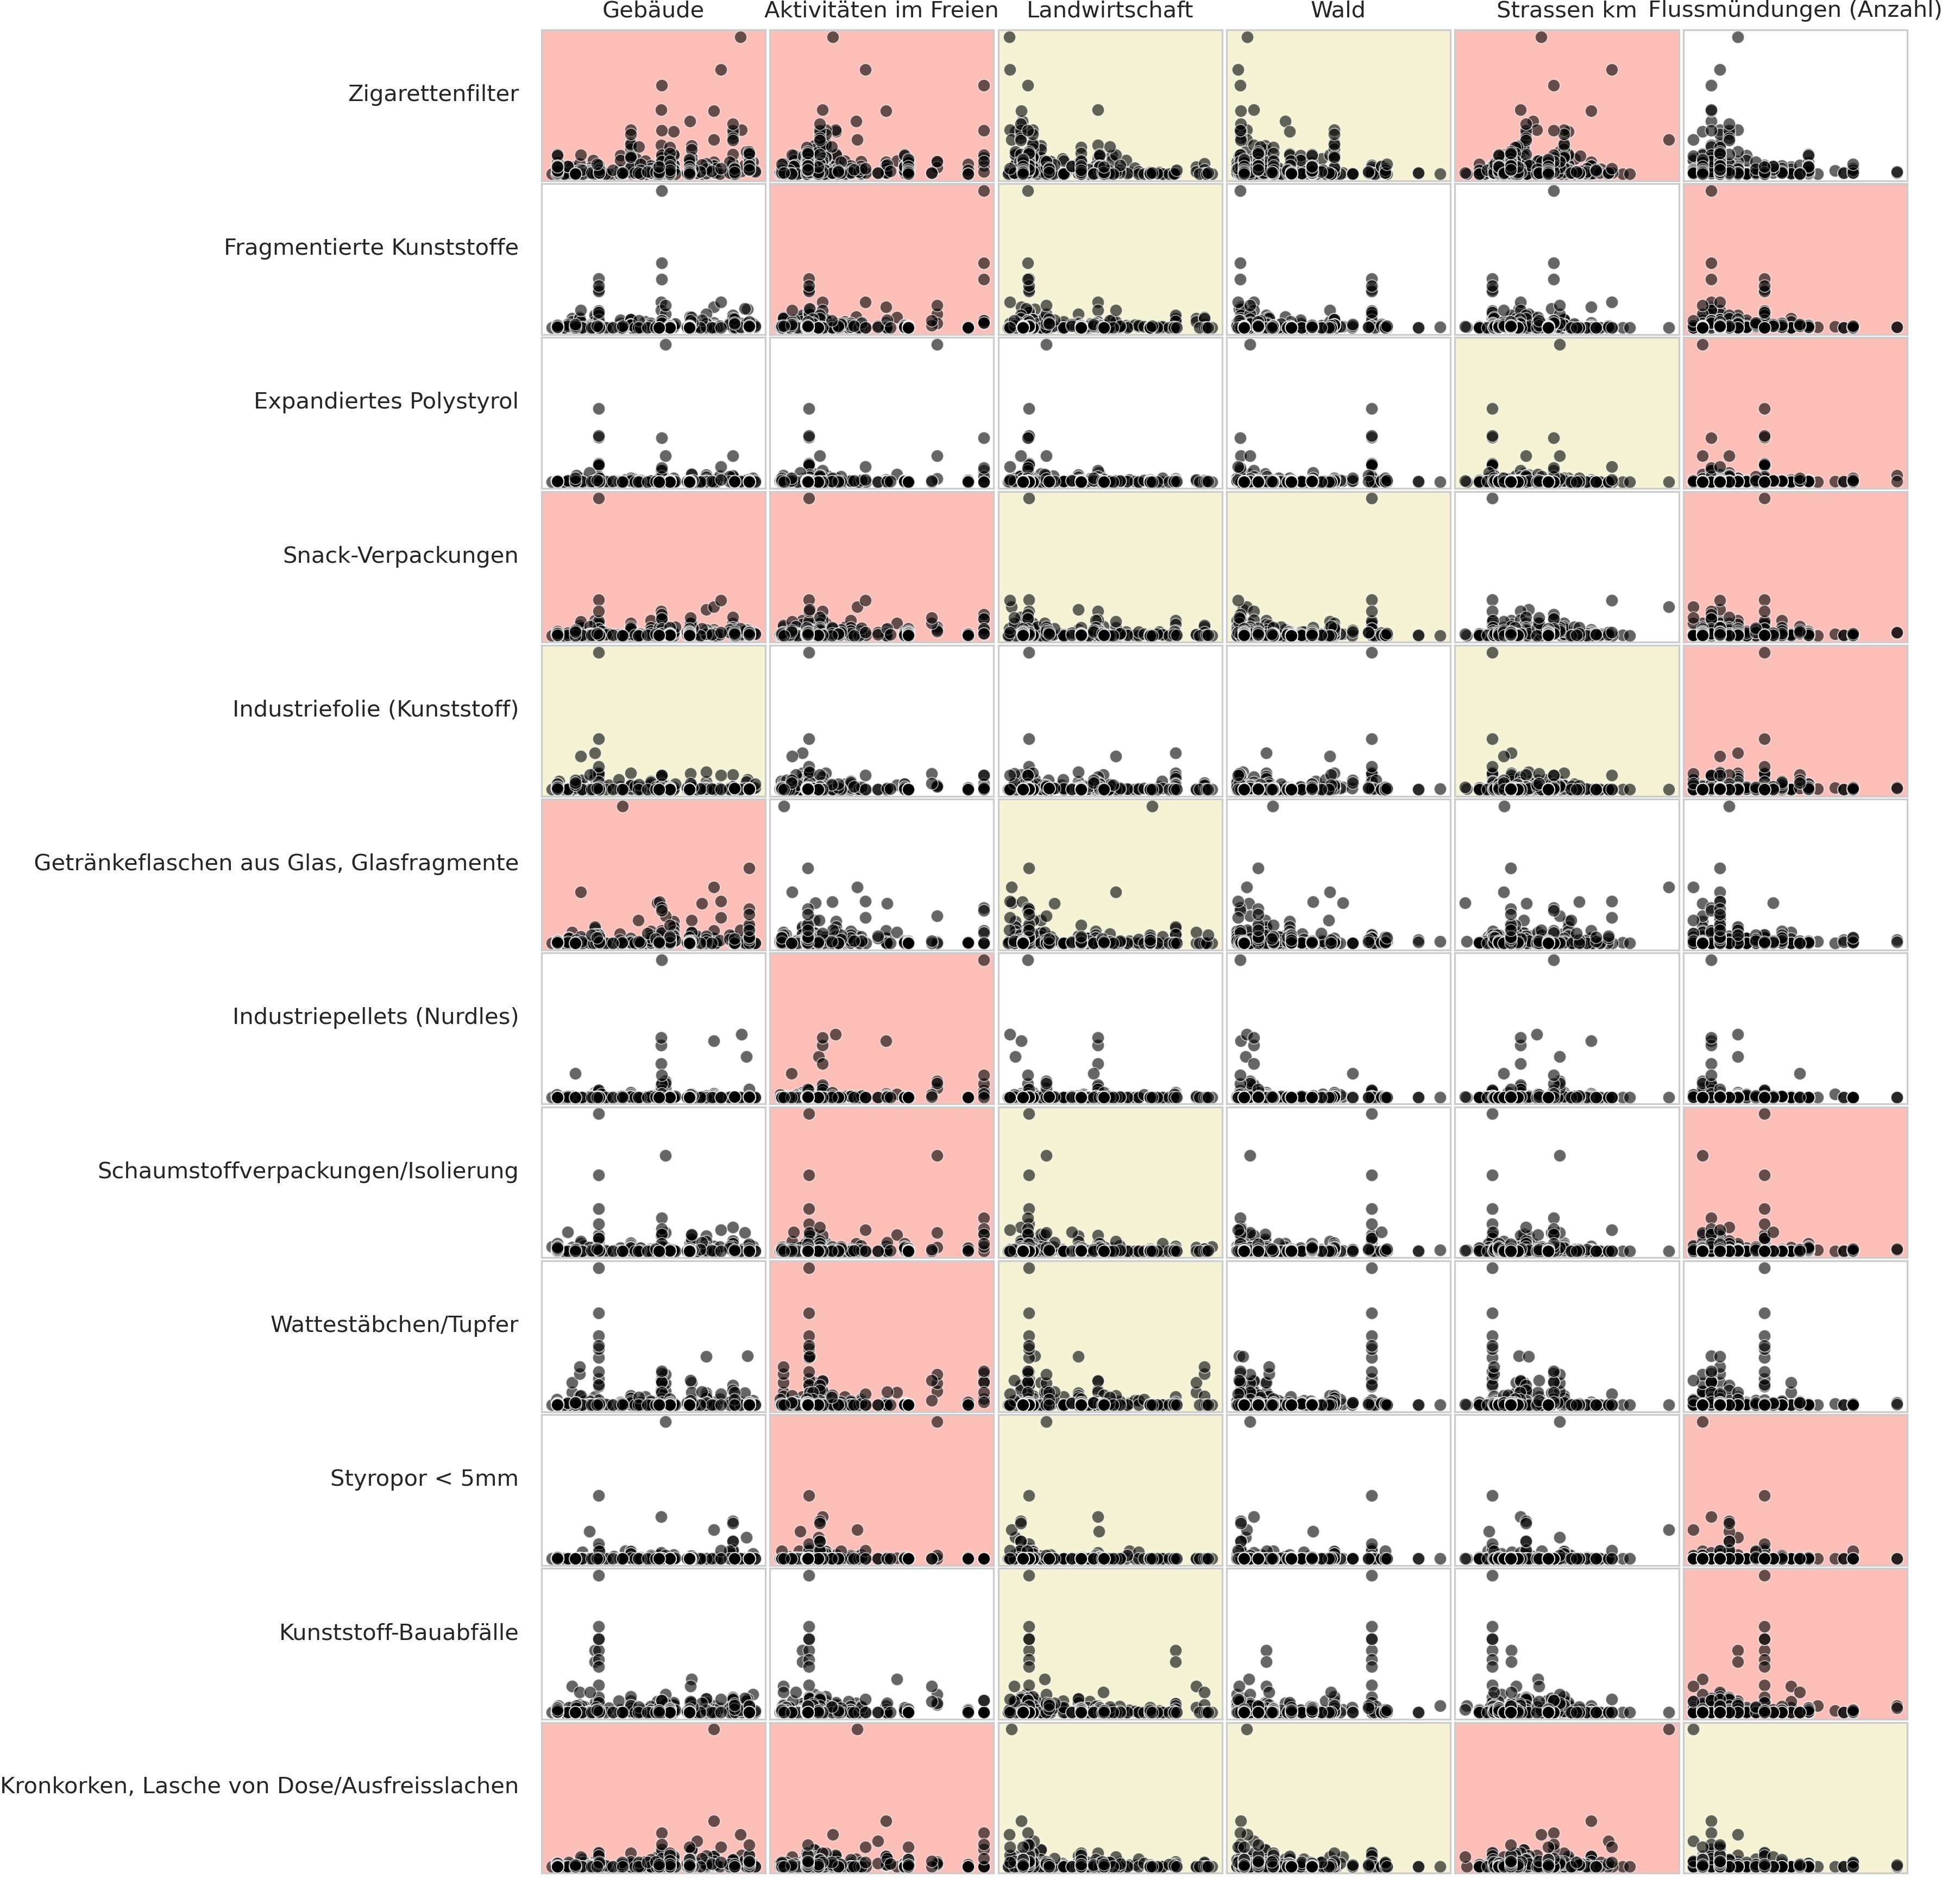 Gebäude Aktivitäten im Freien Landwirtschaft Wald Strassen km Flussmündungen (Anzahl)
Zigarettenfilter
Fragmentierte Kunststoffe
Expandiertes Polystyrol
Snack-Verpackungen
Industriefolie (Kunststoff)
Getränkeflaschen aus Glas, Glasfragmente
Industriepellets (Nurdles)
Schaumstoffverpackungen/Isolierung
Wattestäbchen/Tupfer
Styropor < 5mm
Kunststoff-Bauabfälle
Kronkorken, Lasche von Dose/Ausfreisslachen